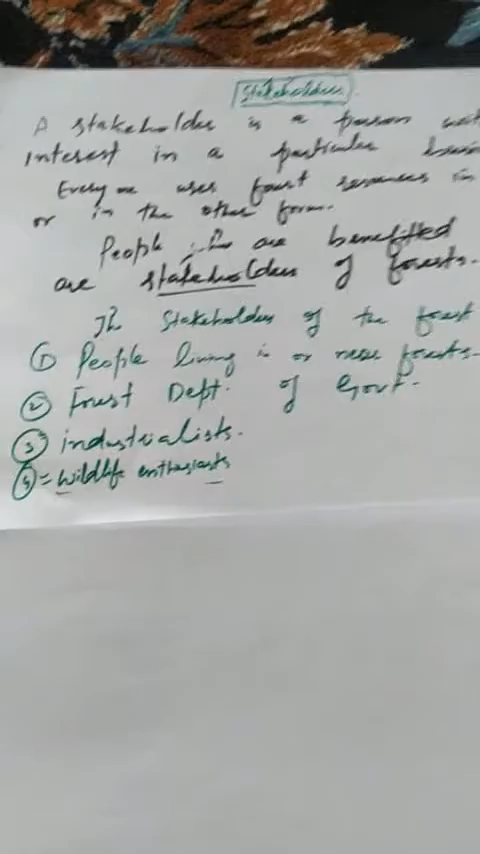 Stakeholders
A stakeholder is a person
interest in a particular
Every one uses forest resources in
or in the other form.
People who are benefitted
are stakeholders of forests.
The Stakeholders of the forest
① People living in or near forests.
② Forest Dept. of Govt.
③ industrialists.
④ = wildlife enthusiasts